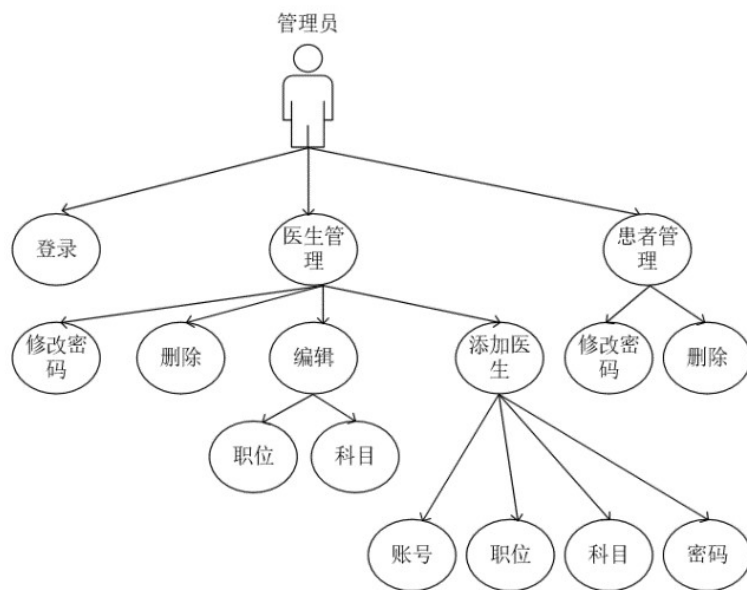 管理员
登录
医生管
理
患者管
理
修改密
码
删除
编辑
添加医
生
修改密
码
删除
职位
科目
账号
职位
科目
密码